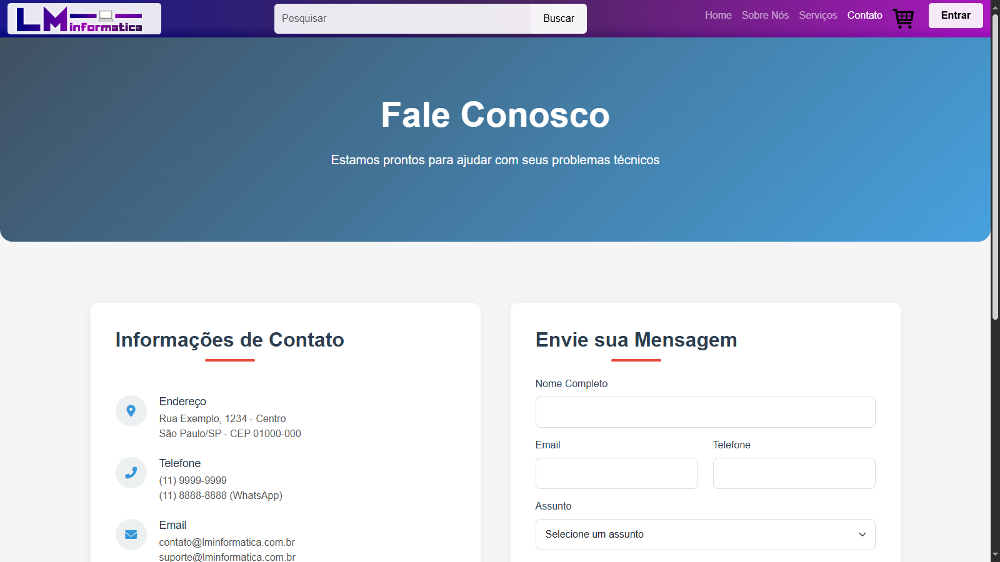 LM informatica
Pesquisar
Buscar
Home
Sobre Nós
Serviços
Contato
Entrar
Fale Conosco
Estamos prontos para ajudar com seus problemas técnicos
Informações de Contato
Endereço
Rua Exemplo, 1234 - Centro
São Paulo/SP - CEP 01000-000
Telefone
(11) 9999-9999
(11) 8888-8888 (WhatsApp)
Email
contato@lminformatica.com.br
suporte@lminformatica.com.br
Envie sua Mensagem
Nome Completo
Email
Telefone
Assunto
Selecione um assunto